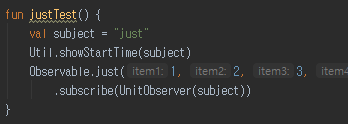 fun justTest() {
val subject = "just"
Util.showStartTime(subject)
Observable.just( item1: 1, item2: 2, item3: 3, item4
.subscribe(UnitObserver(subject))
}